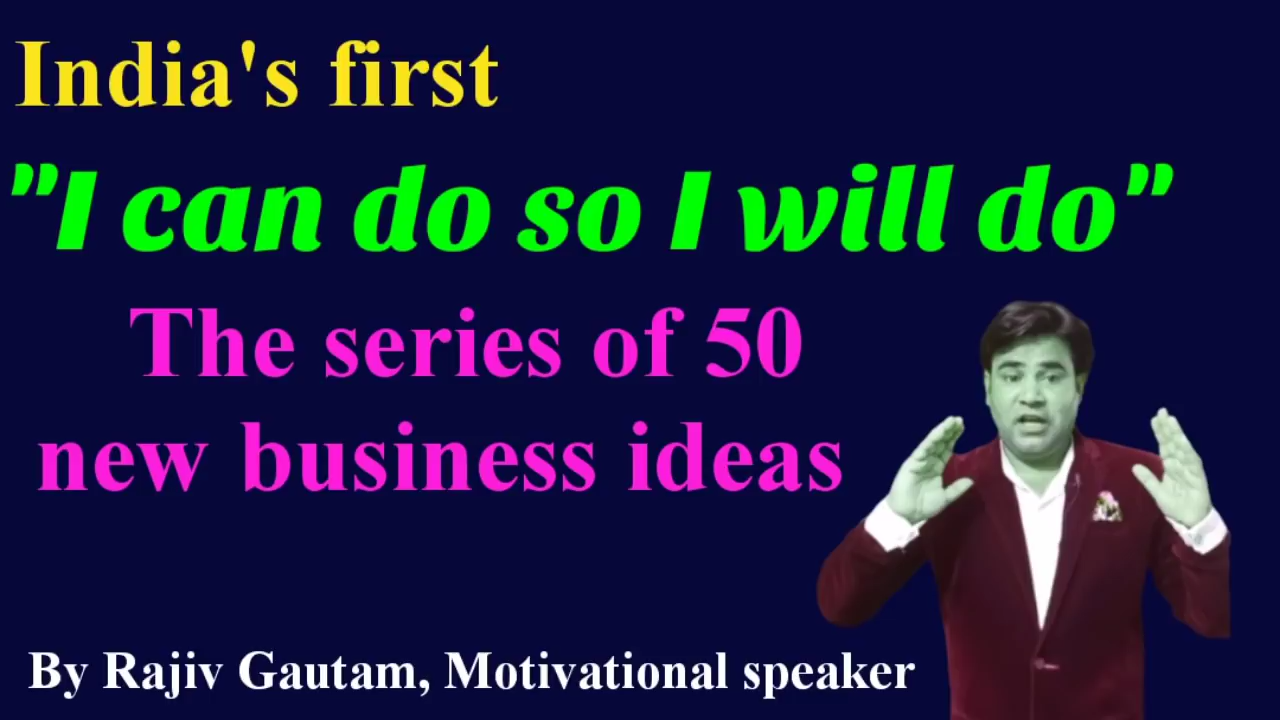 India's first
"I can do so I will do"
The series of 50
new business ideas
By Rajiv Gautam, Motivational speaker